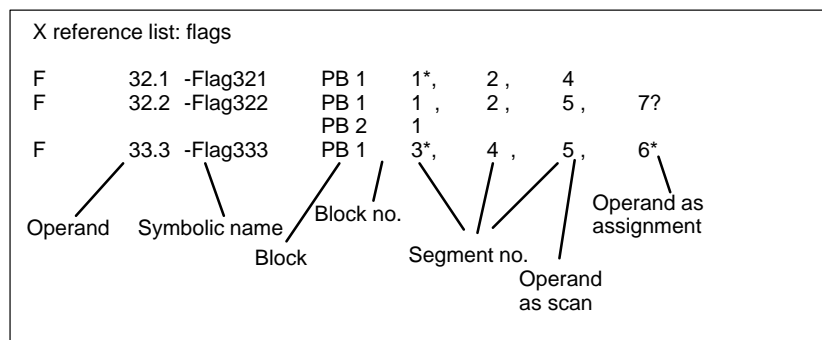 X reference list: flags
F 32.1 -Flag321 PB 1 1*, 2 , 4
F 32.2 -Flag322 PB 1 1 , 2 5 , 7?
PB 2 1
F 33.3 -Flag333 PB 1 3*, 4 , 5, 6*
Operand
Symbolic name
Block
Block no.
Segment no.
Operand
as scan
Operand as
assignment